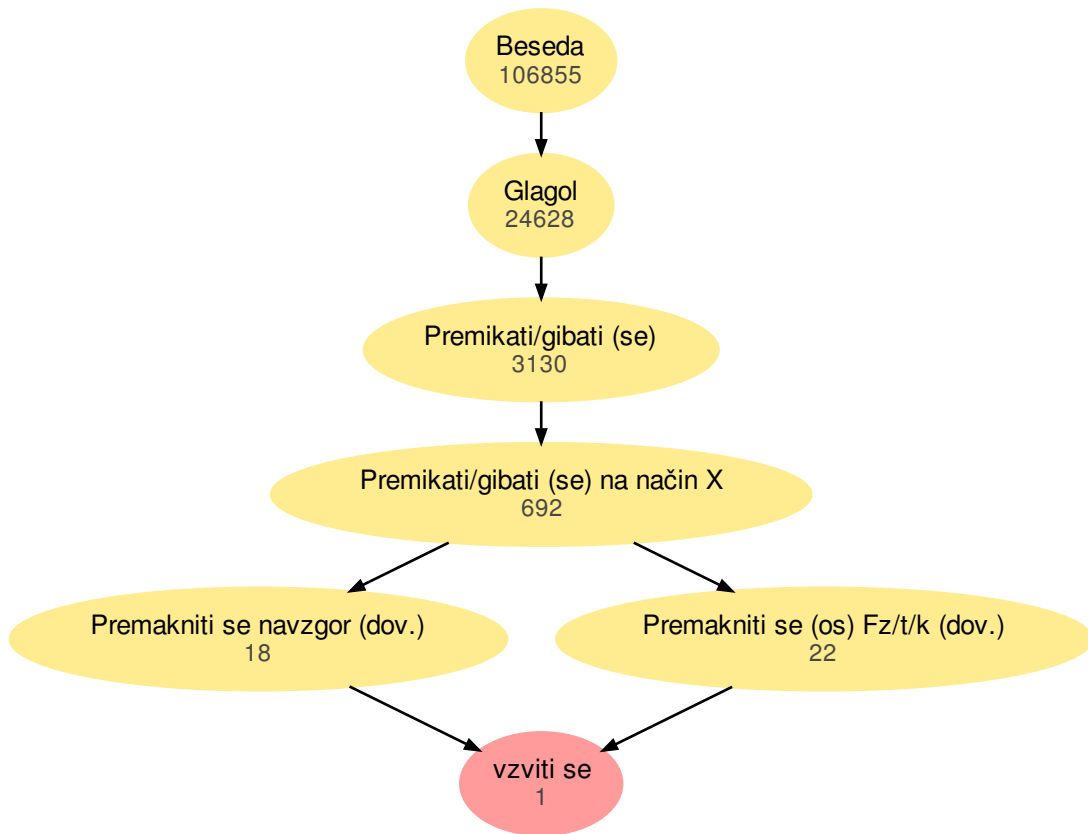 Beseda
106855
Glagol
24628
Premikati/gibati (se)
3130
Premikati/gibati (se) na način X
692
Premakniti se navzgor (dov.)
18
Premakniti se (os) Fz/t/k (dov.)
22
vzviti se
1